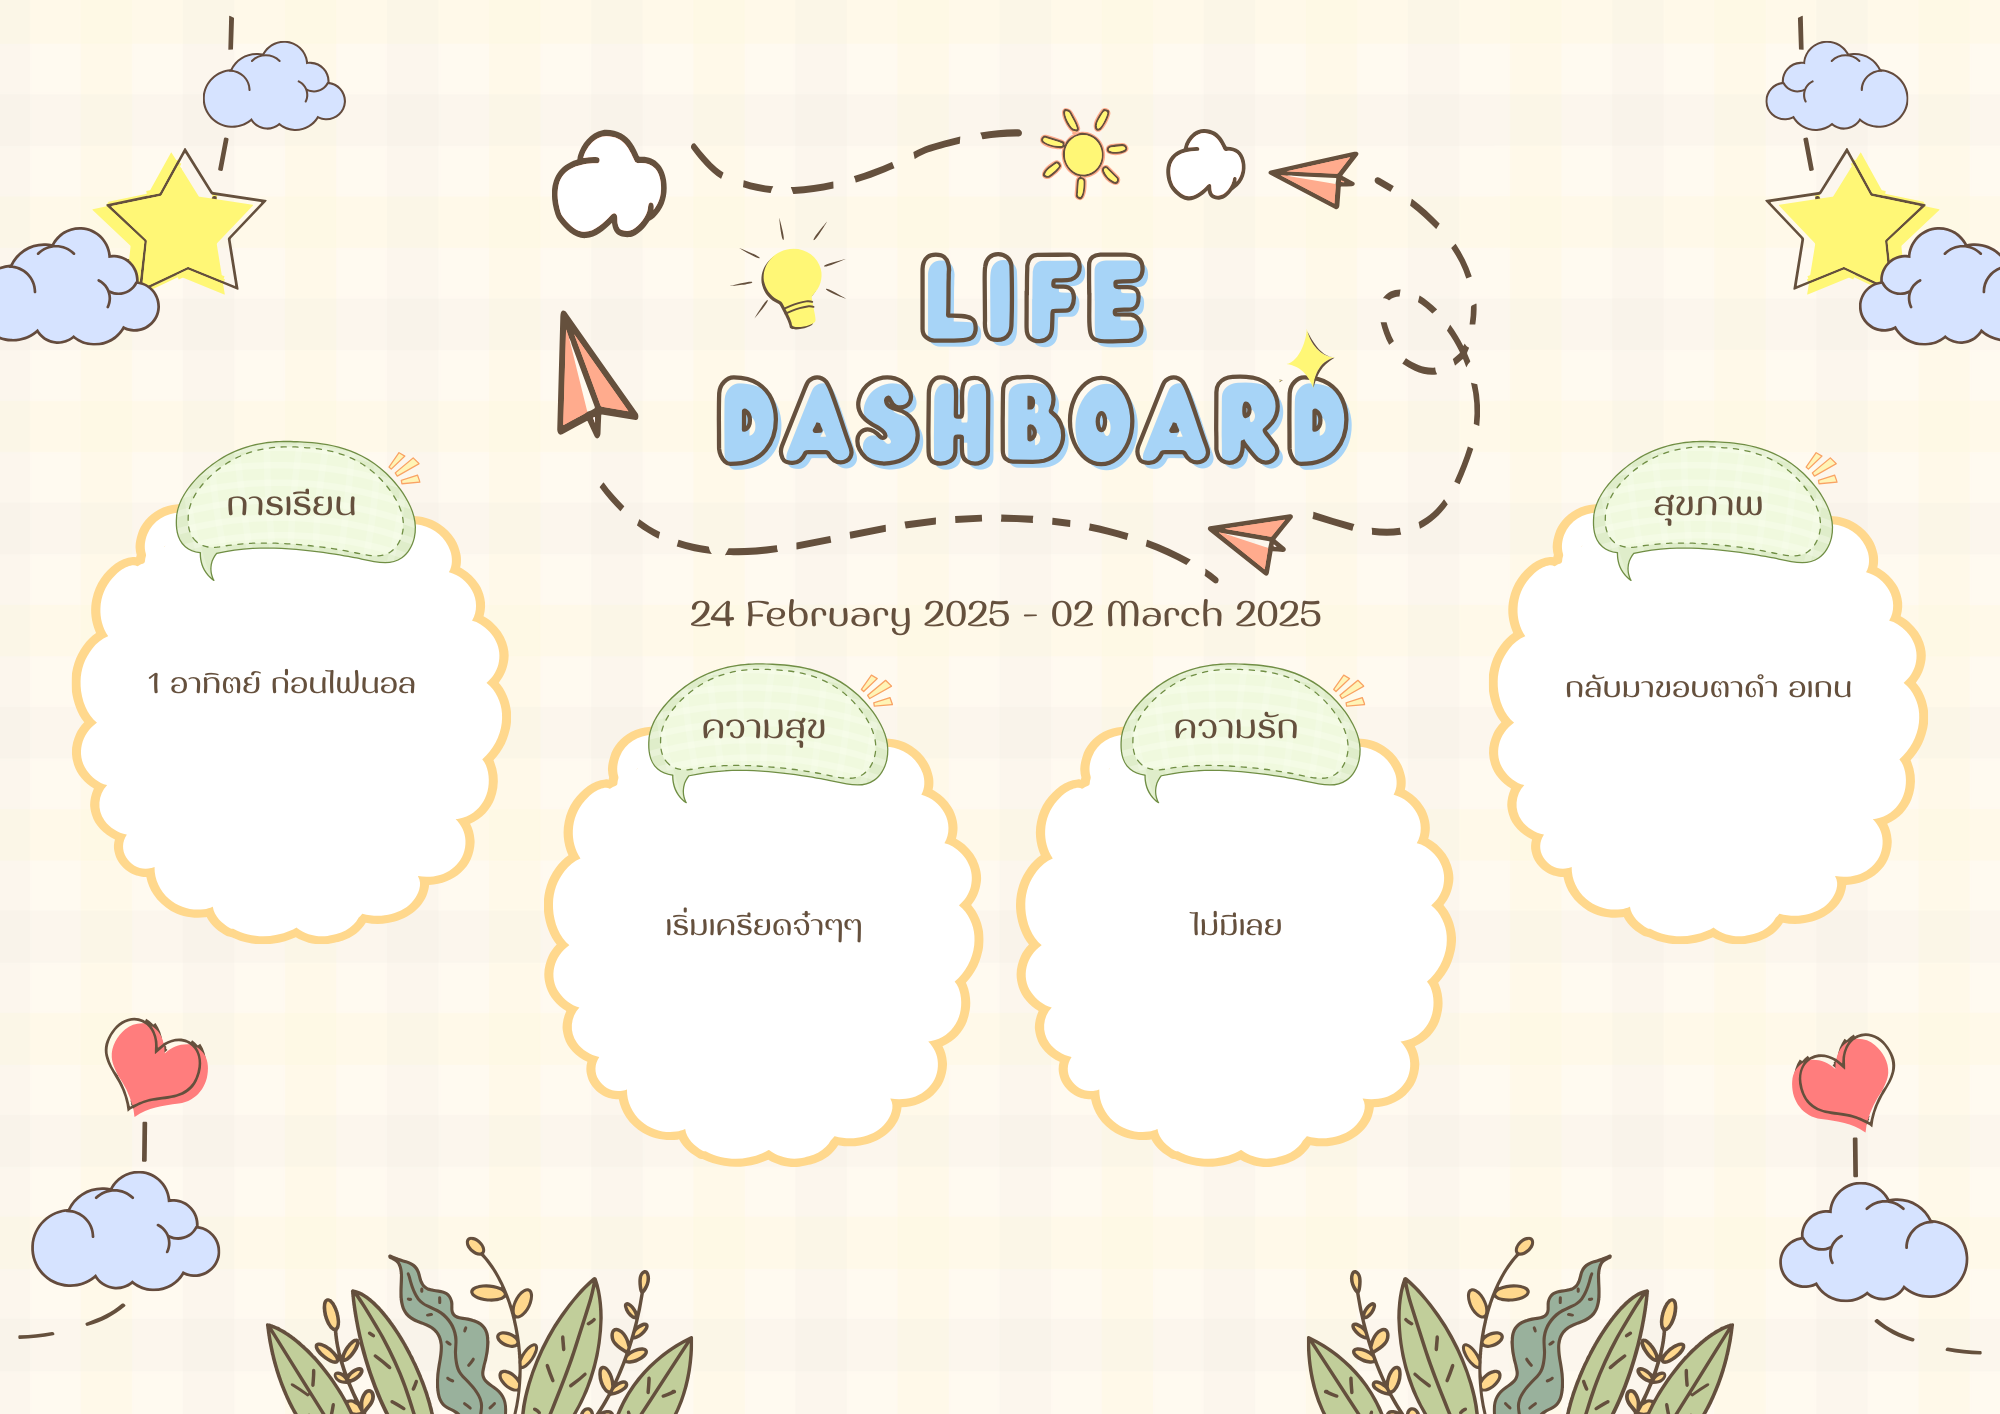 LIFE
DASHBOARD
24 February 2025 - 02 March 2025
การเรียน
1 อาทิตย์ ก่อนไฟนอล
ความสุข
เริ่มเครียดจ๋าๆๆ
ความรัก
ไม่มีเลย
สุขภาพ
กลับมาขอบตาดำ อเกน